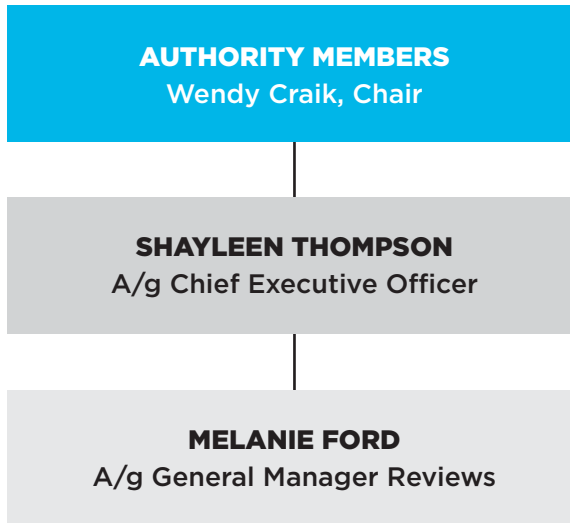 AUTHORITY MEMBERS
Wendy Craik, Chair
SHAYLEEN THOMPSON
A/g Chief Executive Officer
MELANIE FORD
A/g General Manager Reviews